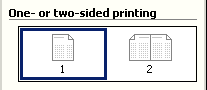 One- or two-sided printing
1 2